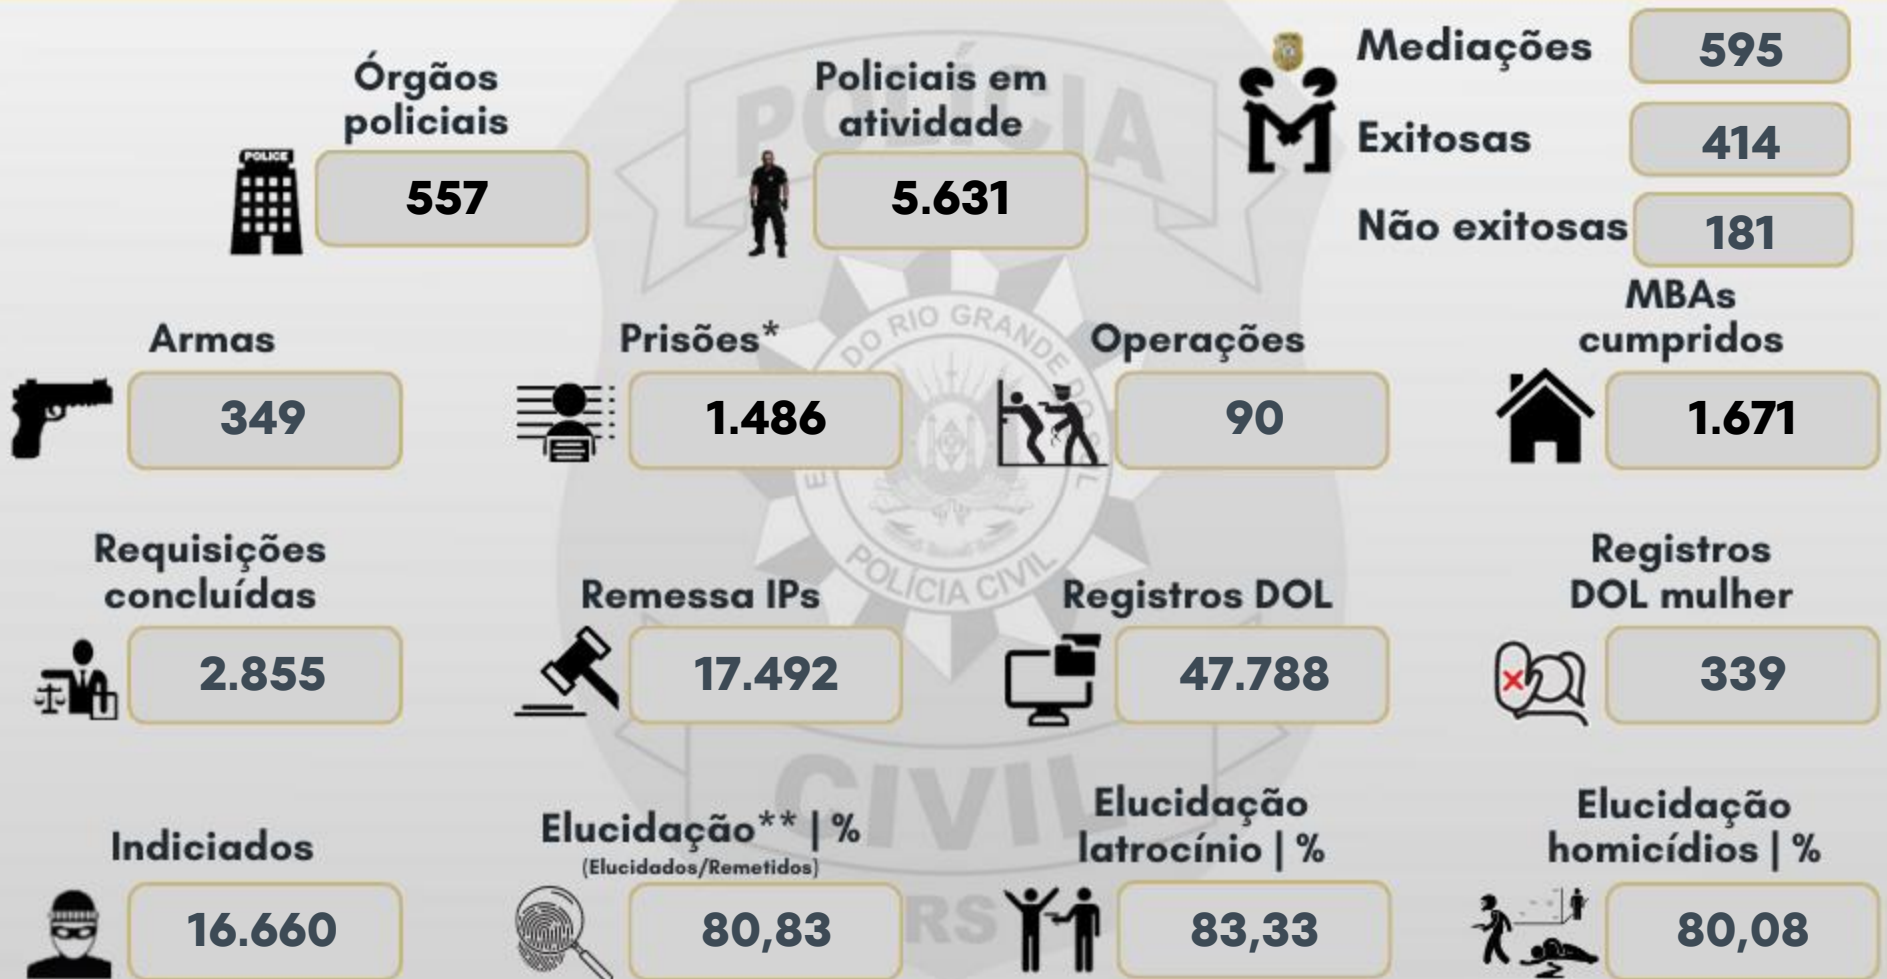 Órgãos
policiais
POLICE
557
Policiais em
atividade
5.631
Mediações
595
Exitosas
414
Não exitosas
181
Armas
349
Prisões*
1.486
Operações
90
MBAs
cumpridos
1.671
Requisições
concluídas
2.855
Remessa IPs
17.492
Registros DOL
47.788
Registros
DOL mulher
339
Indiciados
16.660
Elucidação** | %
(Elucidados/Remetidos)
80,83
Elucidação
latrocínio | %
83,33
Elucidação
homicídios | %
80,08
POLÍCIA
DO RIO GRANDE DO SUL
POLÍCIA CIVIL
CIVIL
RS